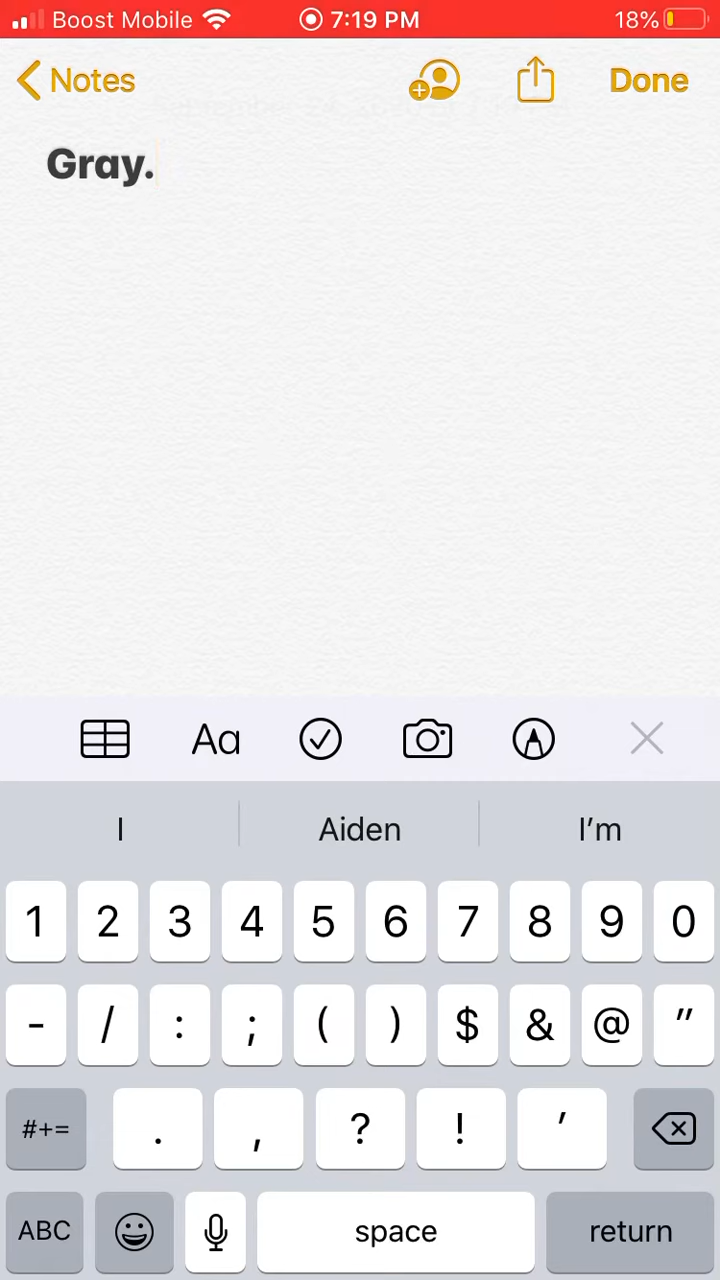 Boost Mobile 7:19 PM 18%
Notes Done
Gray.
Aa
I Aiden I’m
1 2 3 4 5 6 7 8 9 0
- / : ; ( ) $ & @ "
#+= . , ? ! ’
ABC space return